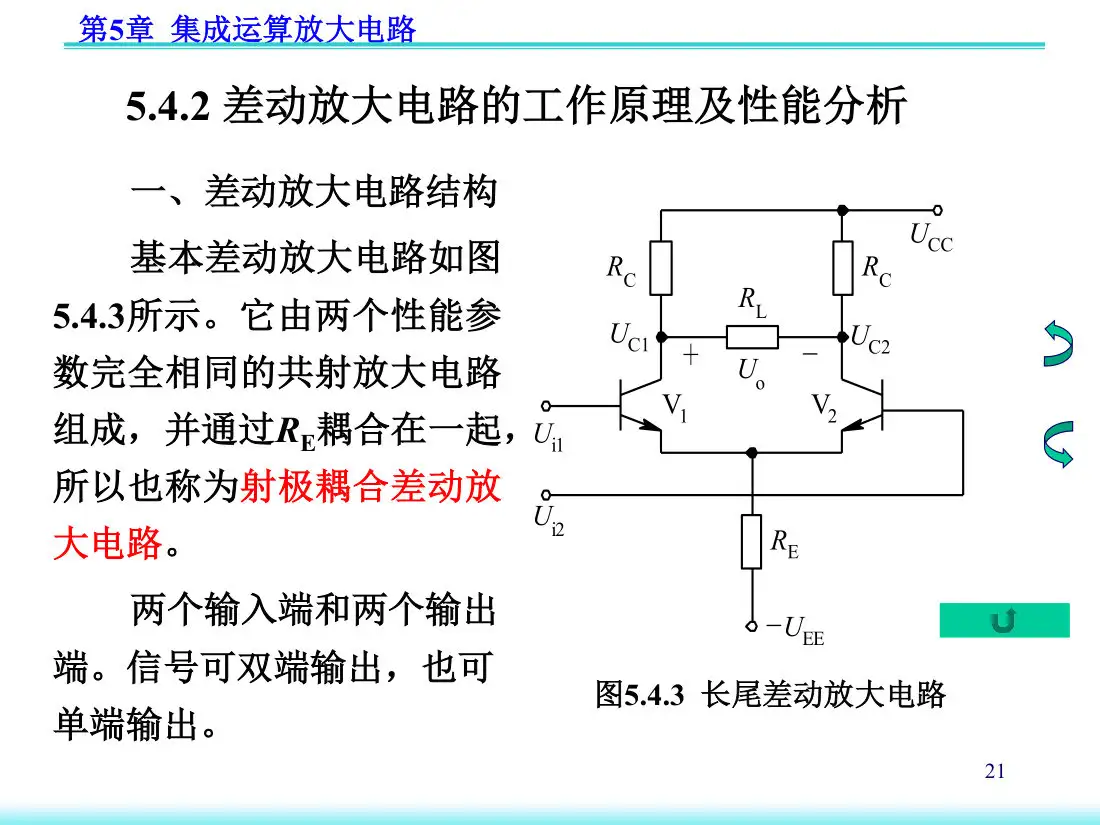 第5章 集成运算放大电路
5.4.2 差动放大电路的工作原理及性能分析
一、差动放大电路结构
基本差动放大电路如图
5.4.3所示。它由两个性能参
数完全相同的共射放大电路
组成，并通过RE耦合在一起，
所以也称为射极耦合差动放
大电路。
两个输入端和两个输出
端。信号可双端输出，也可
单端输出。
UCC
RC
RC
RL
UC1
UC2
+
−
Uo
V1
V2
Ui1
Ui2
RE
−UEE
图5.4.3 长尾差动放大电路
21